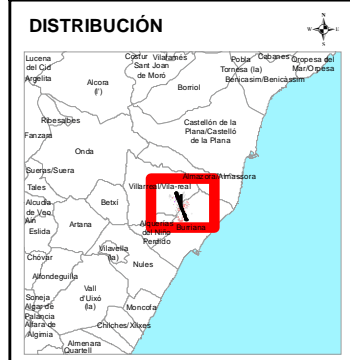 DISTRIBUCIÓN
N
W
E
S
Lucena
del Cid
Argelita
Costur
Sant Joan
de Moró
Vilafamés
Pobla
Tornesa (la)
Cabanes
Oropesa del
Mar/Orpesa
Benicasim/Benicàssim
Alcora
(l')
Borriol
Ribesalbes
Fanzara
Castellón de la
Plana/Castelló
de la Plana
Onda
Sueras/Suera
Tales
Almazora/Almassora
Villarreal/Vila-real
Alcudia
de Veo
Aín
Eslida
Betxí
Artana
Alquerías
del Niño
Perdido
Burriana
Vilavella
(la)
Nules
Chóvar
Alfondeguilla
Vall
d'Uixó
(la)
Soneja
Algar de
Palancia
Alfara de
Algimia
Moncofa
Chilches/Xilxes
Almenara
Quartell